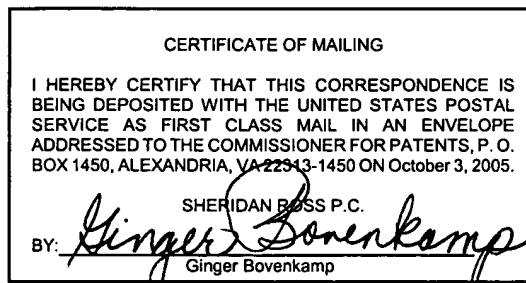 CERTIFICATE OF MAILING
I HEREBY CERTIFY THAT THIS CORRESPONDENCE IS
BEING DEPOSITED WITH THE UNITED STATES POSTAL
SERVICE AS FIRST CLASS MAIL IN AN ENVELOPE
ADDRESSED TO THE COMMISSIONER FOR PATENTS, P. O.
BOX 1450, ALEXANDRIA, VA 22313-1450 ON October 3, 2005.
SHERIDAN ROSS P.C.
BY: Ginger Bovenkamp
Ginger Bovenkamp